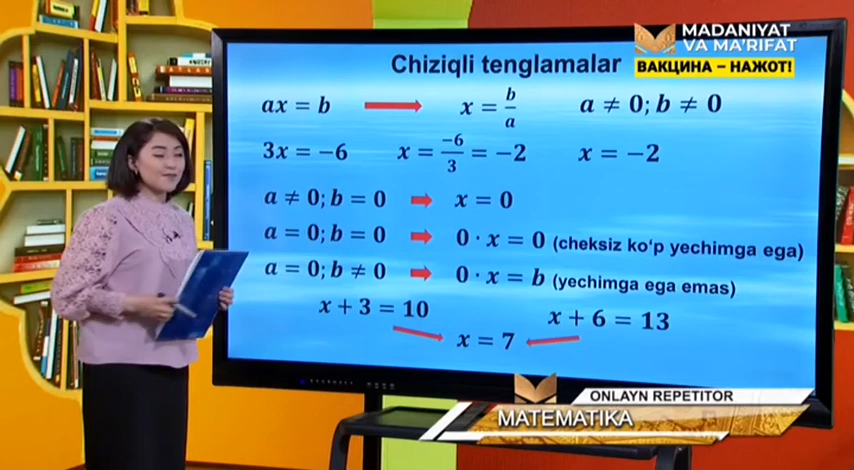 MADANIYAT
VA MA'RIFAT
ВАКЦИНА – НАЖОТ!
Chiziqli tenglamalar
ax = b → x = b/a a ≠ 0; b ≠ 0
3x = −6 x = −6/3 = −2 x = −2
a ≠ 0; b = 0 → x = 0
a = 0; b = 0 → 0 · x = 0 (cheksiz ko‘p yechimga ega)
a = 0; b ≠ 0 → 0 · x = b (yechimga ega emas)
x + 3 = 10 x + 6 = 13
x = 7
ONLAYN REPETITOR
MATEMATIKA